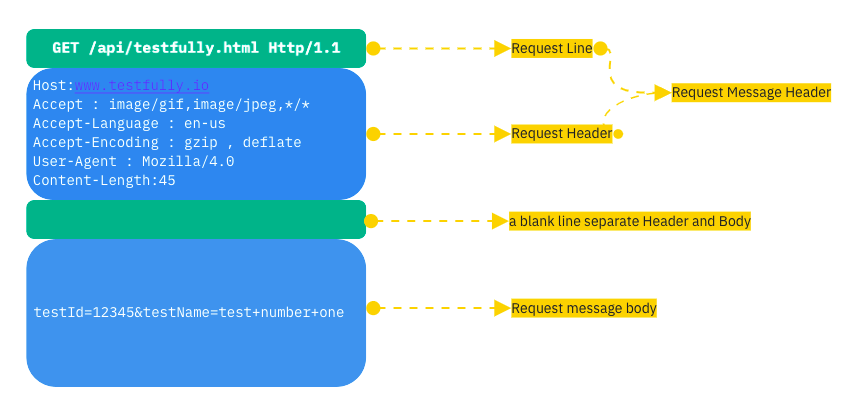 GET /api/testfully.html Http/1.1
Request Line
Host:www.testfully.io
Accept : image/gif,image/jpeg,*/*
Accept-Language : en-us
Accept-Encoding : gzip , deflate
User-Agent : Mozilla/4.0
Content-Length:45
Request Header
Request Message Header
a blank line separate Header and Body
testId=12345&testName=test+number+one
Request message body